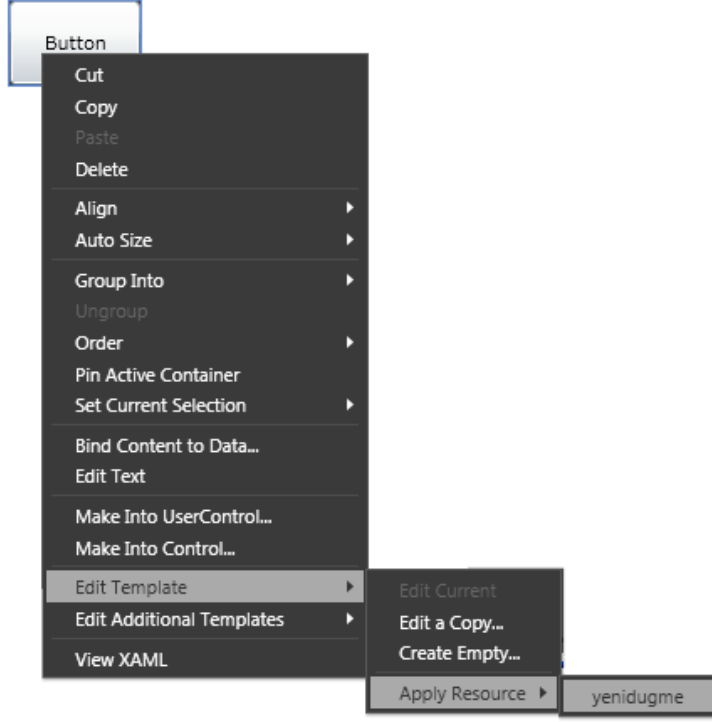 Button
Cut
Copy
Paste
Delete
Align
Auto Size
Group Into
Ungroup
Order
Pin Active Container
Set Current Selection
Bind Content to Data...
Edit Text
Make Into UserControl...
Make Into Control...
Edit Template
Edit Additional Templates
View XAML
Edit Current
Edit a Copy...
Create Empty...
Apply Resource
yenidugme